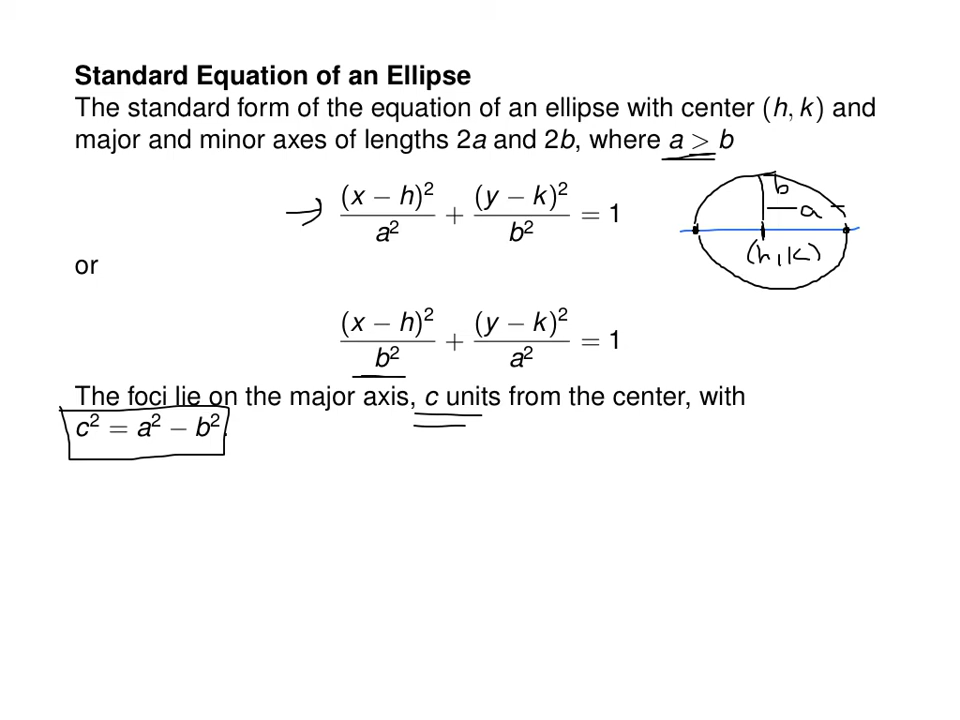 Standard Equation of an Ellipse
The standard form of the equation of an ellipse with center (h, k) and
major and minor axes of lengths 2a and 2b, where a > b
(x − h)²/a² + (y − k)²/b² = 1
b
a
(h, k)
or
(x − h)²/b² + (y − k)²/a² = 1
The foci lie on the major axis, c units from the center, with
c² = a² − b².